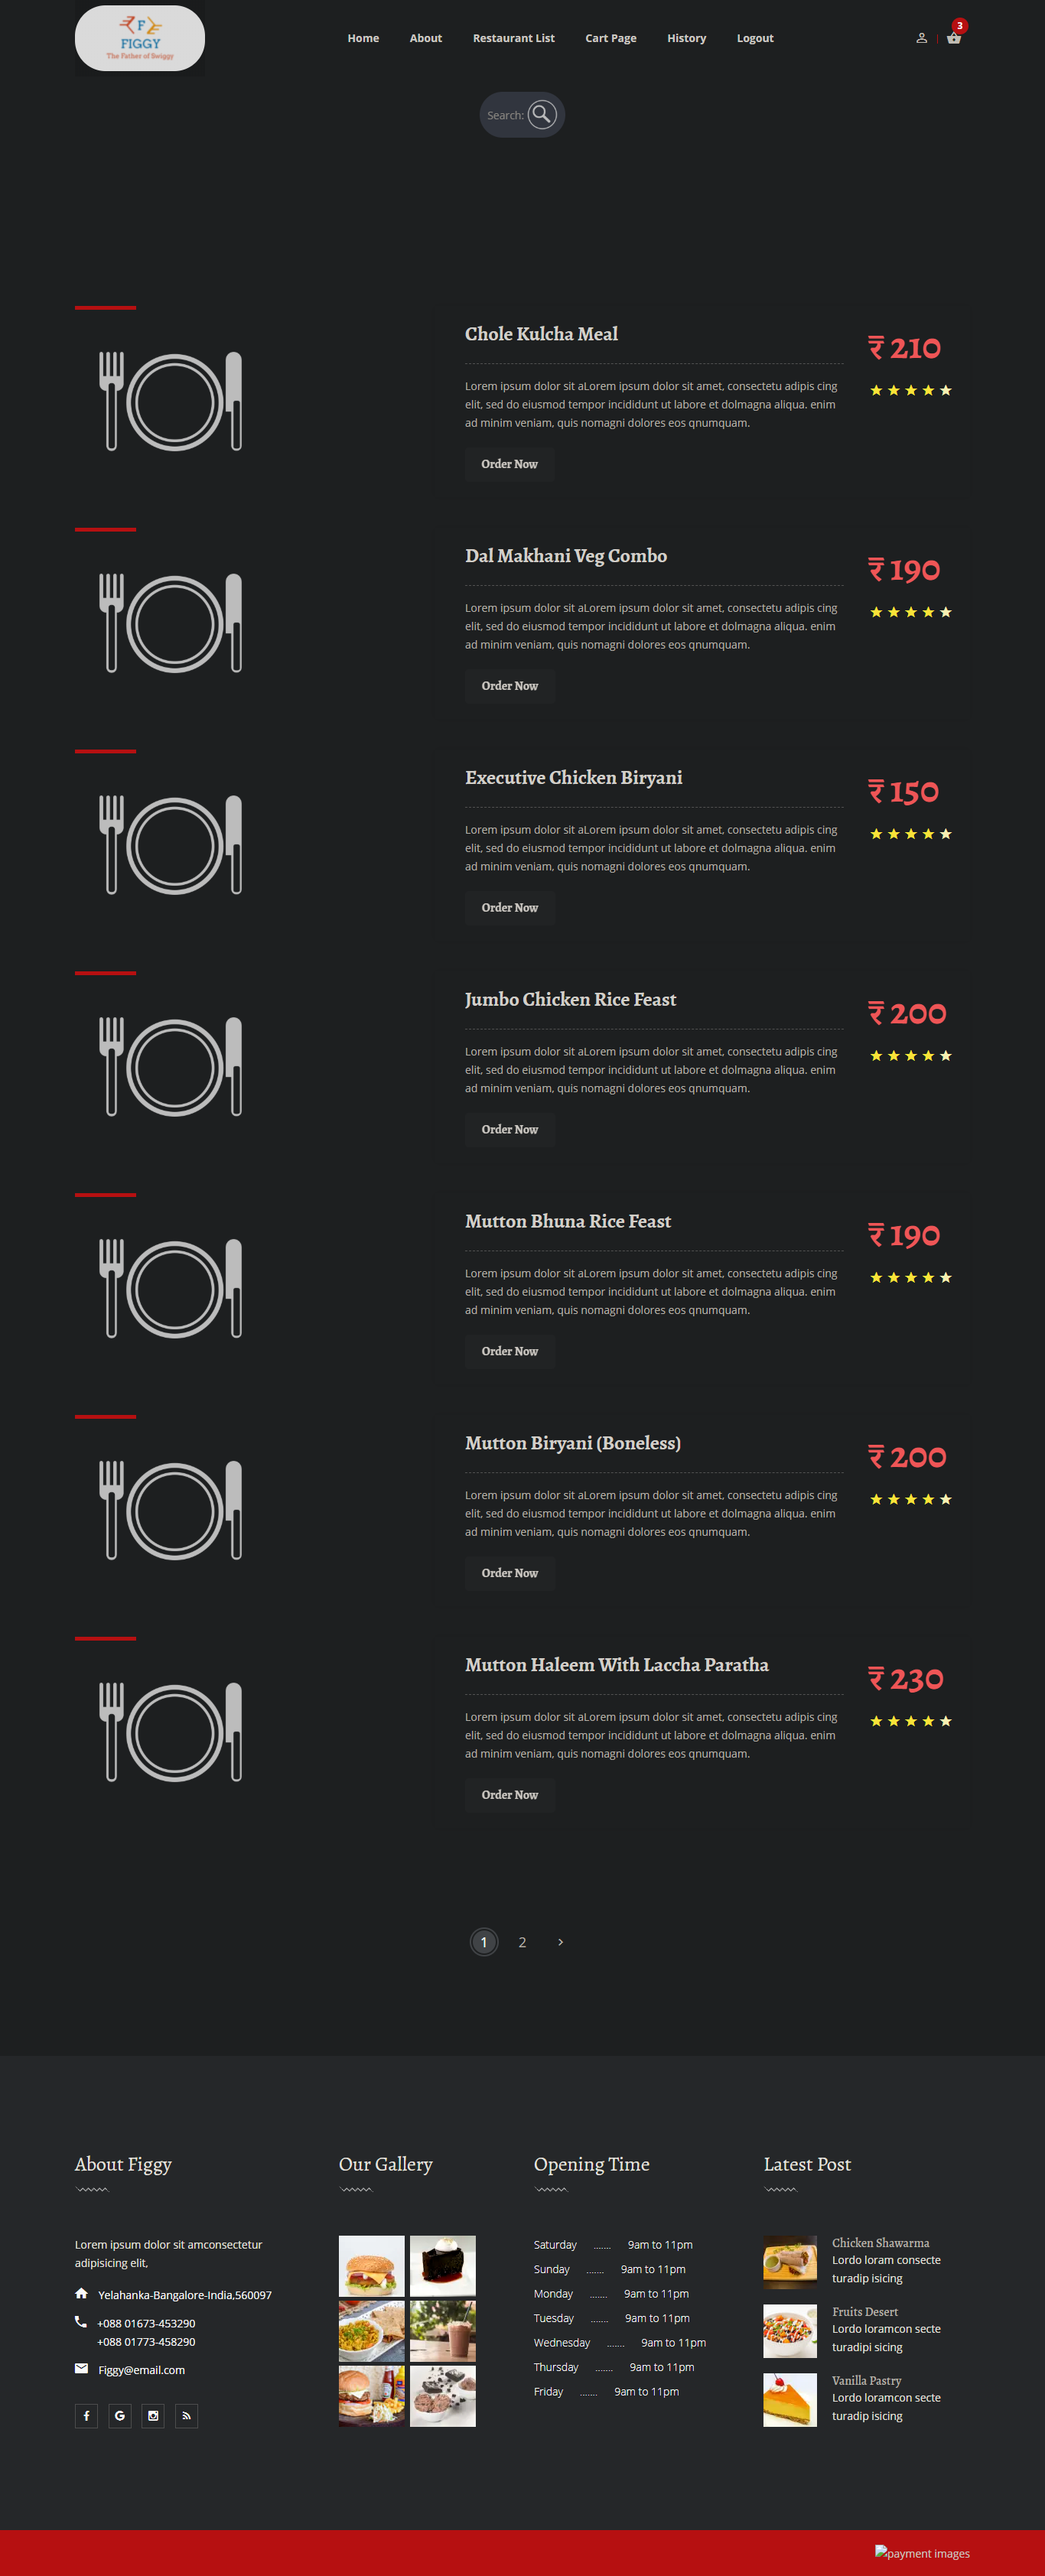 F
FIGGY
The Father of Swiggy
Home About Restaurant List Cart Page History Logout
3
Search:
Chole Kulcha Meal
₹ 210
Lorem ipsum dolor sit aLorem ipsum dolor sit amet, consectetu adipis cing
elit, sed do eiusmod tempor incididunt ut labore et dolmagna aliqua. enim
ad minim veniam, quis nomagni dolores eos qnumquam.
Order Now
Dal Makhani Veg Combo
₹ 190
Lorem ipsum dolor sit aLorem ipsum dolor sit amet, consectetu adipis cing
elit, sed do eiusmod tempor incididunt ut labore et dolmagna aliqua. enim
ad minim veniam, quis nomagni dolores eos qnumquam.
Order Now
Executive Chicken Biryani
₹ 150
Lorem ipsum dolor sit aLorem ipsum dolor sit amet, consectetu adipis cing
elit, sed do eiusmod tempor incididunt ut labore et dolmagna aliqua. enim
ad minim veniam, quis nomagni dolores eos qnumquam.
Order Now
Jumbo Chicken Rice Feast
₹ 200
Lorem ipsum dolor sit aLorem ipsum dolor sit amet, consectetu adipis cing
elit, sed do eiusmod tempor incididunt ut labore et dolmagna aliqua. enim
ad minim veniam, quis nomagni dolores eos qnumquam.
Order Now
Mutton Bhuna Rice Feast
₹ 190
Lorem ipsum dolor sit aLorem ipsum dolor sit amet, consectetu adipis cing
elit, sed do eiusmod tempor incididunt ut labore et dolmagna aliqua. enim
ad minim veniam, quis nomagni dolores eos qnumquam.
Order Now
Mutton Biryani (Boneless)
₹ 200
Lorem ipsum dolor sit aLorem ipsum dolor sit amet, consectetu adipis cing
elit, sed do eiusmod tempor incididunt ut labore et dolmagna aliqua. enim
ad minim veniam, quis nomagni dolores eos qnumquam.
Order Now
Mutton Haleem With Laccha Paratha
₹ 230
Lorem ipsum dolor sit aLorem ipsum dolor sit amet, consectetu adipis cing
elit, sed do eiusmod tempor incididunt ut labore et dolmagna aliqua. enim
ad minim veniam, quis nomagni dolores eos qnumquam.
Order Now
1 2 >
About Figgy
Lorem ipsum dolor sit amconsectetur
adipisicing elit,
Yelahanka-Bangalore-India,560097
+088 01673-453290
+088 01773-458290
Figgy@email.com
Our Gallery
Opening Time
Saturday ....... 9am to 11pm
Sunday ....... 9am to 11pm
Monday ....... 9am to 11pm
Tuesday ....... 9am to 11pm
Wednesday ....... 9am to 11pm
Thursday ....... 9am to 11pm
Friday ....... 9am to 11pm
Latest Post
Chicken Shawarma
Lordo loram consecte
turadip isicing
Fruits Desert
Lordo loramcon secte
turadipi sicing
Vanilla Pastry
Lordo loramcon secte
turadip isicing
payment images